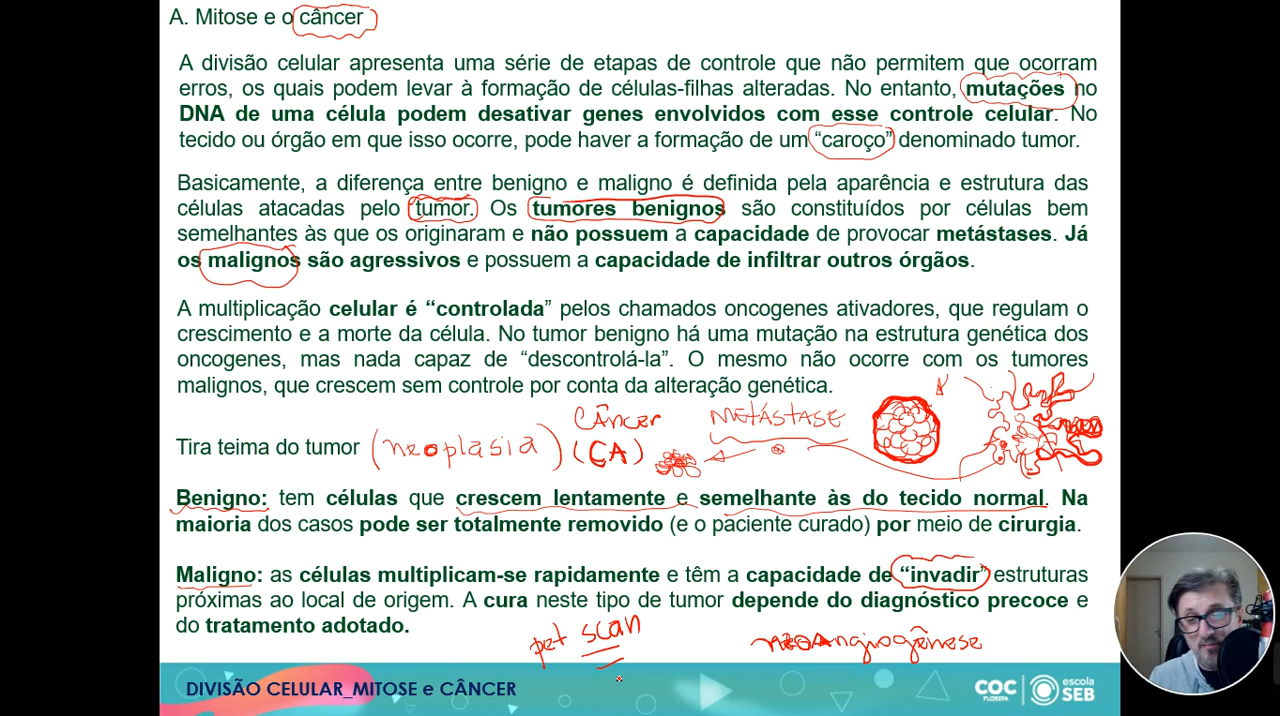 A. Mitose e o câncer
A divisão celular apresenta uma série de etapas de controle que não permitem que ocorram
erros, os quais podem levar à formação de células-filhas alteradas. No entanto, mutações no
DNA de uma célula podem desativar genes envolvidos com esse controle celular. No
tecido ou órgão em que isso ocorre, pode haver a formação de um “caroço” denominado tumor.
Basicamente, a diferença entre benigno e maligno é definida pela aparência e estrutura das
células atacadas pelo tumor. Os tumores benignos são constituídos por células bem
semelhantes às que os originaram e não possuem a capacidade de provocar metástases. Já
os malignos são agressivos e possuem a capacidade de infiltrar outros órgãos.
A multiplicação celular é “controlada” pelos chamados oncogenes ativadores, que regulam o
crescimento e a morte da célula. No tumor benigno há uma mutação na estrutura genética dos
oncogenes, mas nada capaz de “descontrolá-la”. O mesmo não ocorre com os tumores
malignos, que crescem sem controle por conta da alteração genética.
Câncer METÁSTASE
Tira teima do tumor (neoplasia) (CA)
Benigno: tem células que crescem lentamente e semelhante às do tecido normal. Na
maioria dos casos pode ser totalmente removido (e o paciente curado) por meio de cirurgia.
Maligno: as células multiplicam-se rapidamente e têm a capacidade de “invadir” estruturas
próximas ao local de origem. A cura neste tipo de tumor depende do diagnóstico precoce e
do tratamento adotado.
pet scan neoangiogênese
DIVISÃO CELULAR_MITOSE e CÂNCER
COC FLORIPA escola SEB